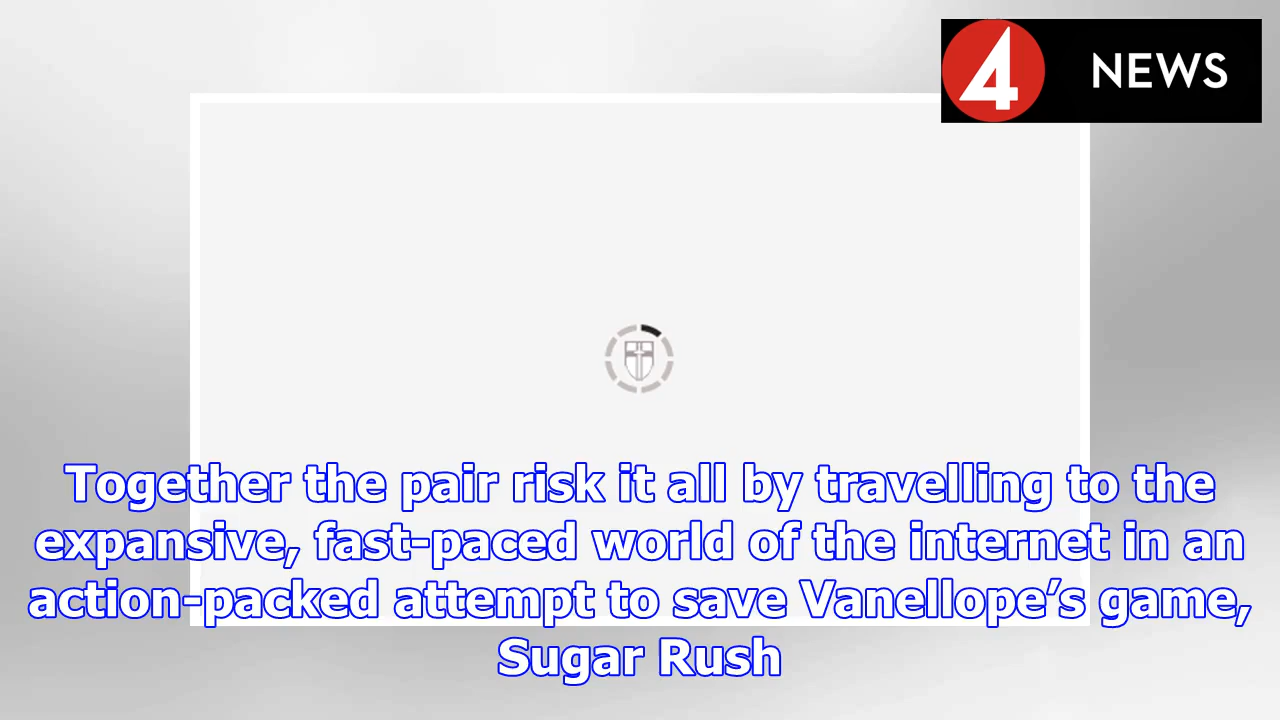 4 NEWS
Together the pair risk it all by travelling to the
expansive, fast-paced world of the internet in an
action-packed attempt to save Vanellope’s game,
Sugar Rush